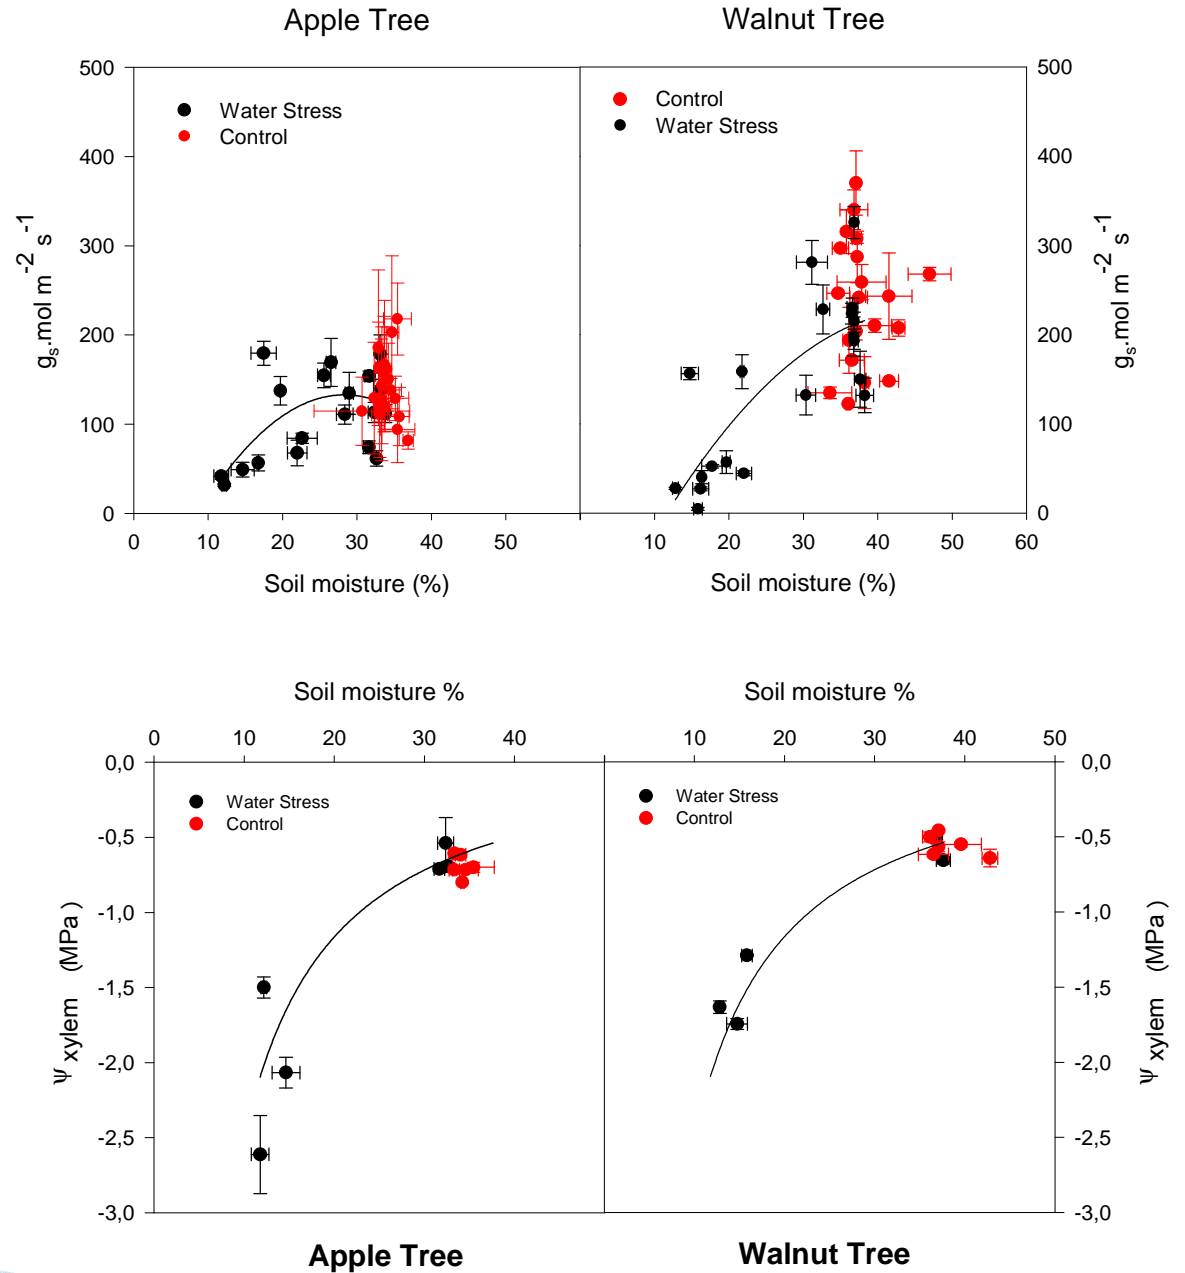 Apple Tree
Walnut Tree
500
400
300
200
100
0
gs.mol m-2 s-1
Water Stress
Control
0 10 20 30 40 50
Soil moisture (%)
Control
Water Stress
500
400
300
200
100
0
gs.mol m-2 s-1
10 20 30 40 50 60
Soil moisture (%)
Soil moisture %
0 10 20 30 40
0,0
-0,5
-1,0
-1,5
-2,0
-2,5
-3,0
Ψ xylem (MPa )
Water Stress
Control
Apple Tree
Soil moisture %
10 20 30 40 50
Water Stress
Control
0,0
-0,5
-1,0
-1,5
-2,0
-2,5
-3,0
Ψ xylem (MPa )
Walnut Tree